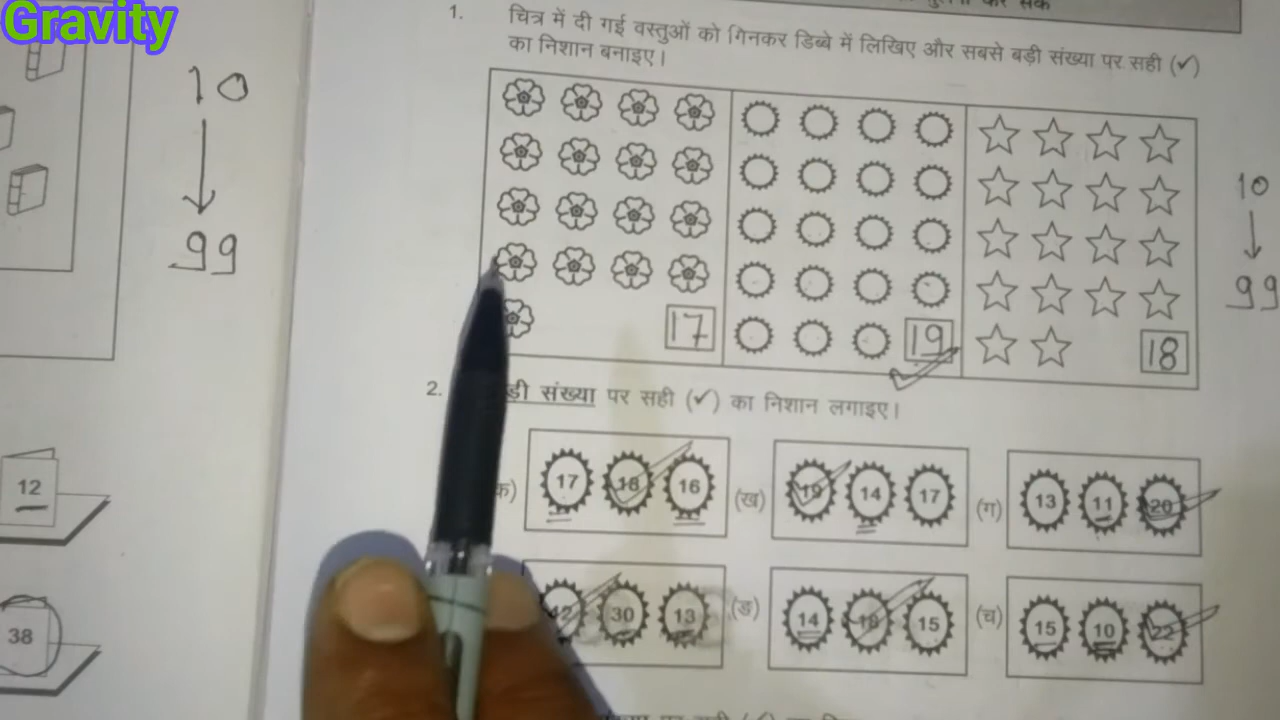 Gravity
1. चित्र में दी गई वस्तुओं को गिनकर डिब्बे में लिखिए और सबसे बड़ी संख्या पर सही (✓)
का निशान बनाइए।
10
99
10
99
17
19
18
2. संख्या पर सही (✓) का निशान लगाइए।
17 18 16 (ख) 19 14 17 (ग) 13 11 20
30 13 (ङ) 14 18 15 (च) 15 10 22
12
38